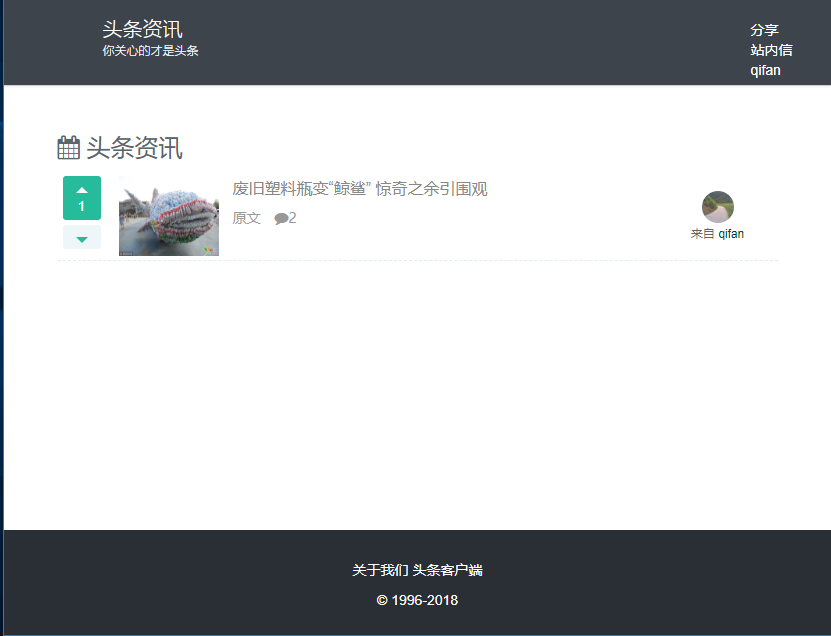 头条资讯
你关心的才是头条
分享
站内信
qifan
头条资讯
1
废旧塑料瓶变“鲸鲨” 惊奇之余引围观
原文 2
来自 qifan
关于我们 头条客户端
© 1996-2018